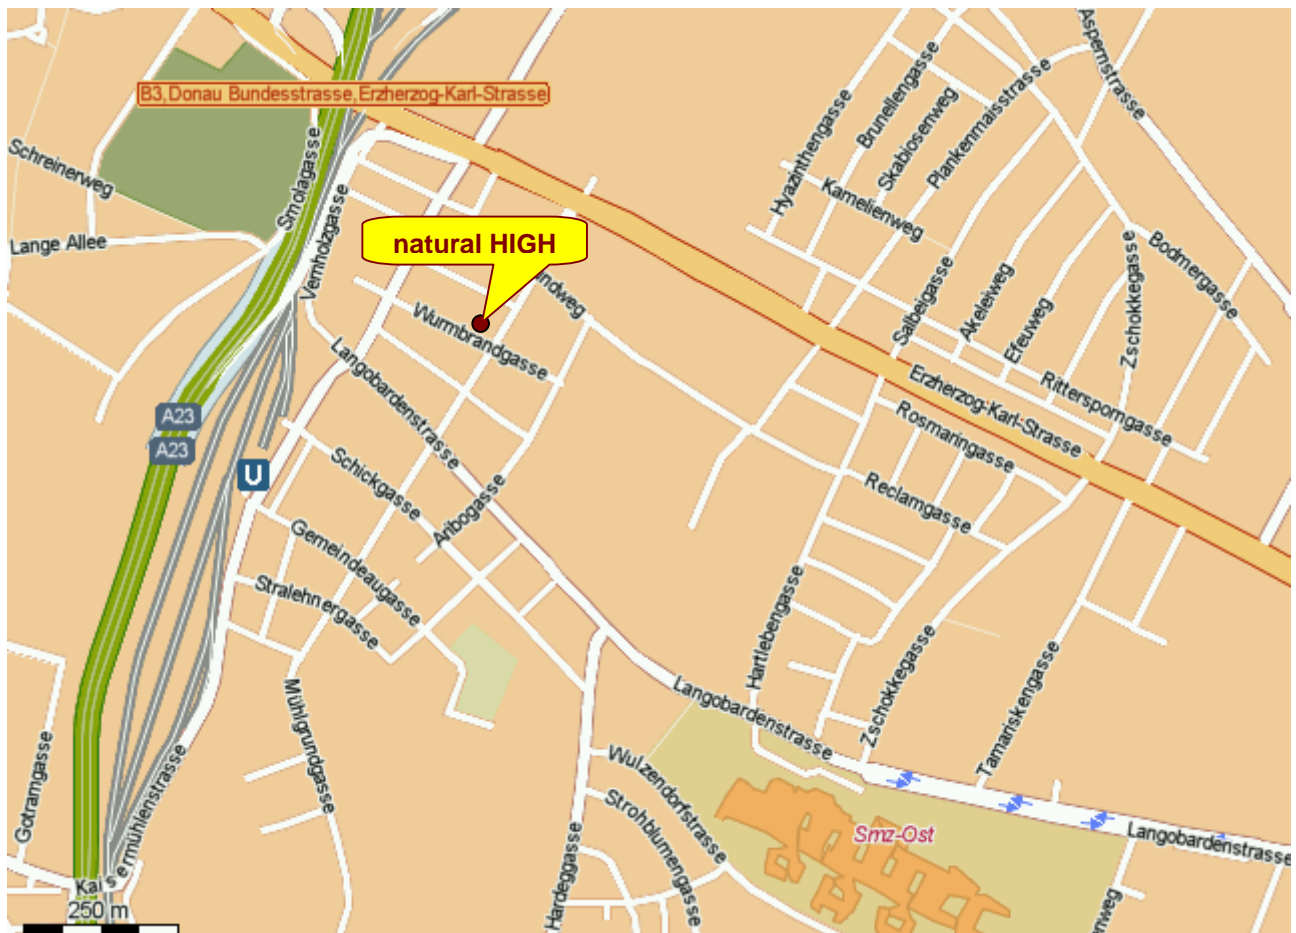 B3, Donau Bundesstrasse, Erzherzog-Karl-Strasse
Aspernstrasse
Brunellengasse
Skabiosenweg
Plankenmaisstrasse
Hyazinthengasse
Kamelienweg
Schreinerweg
Smolagasse
Lange Allee
Vernholzgasse
natural HIGH
ndweg
Wurmbrandgasse
Langobardenstrasse
Salbeigasse
Akeleiweg
Efeuweg
Zschokkegasse
Bodmergasse
Rittersporngasse
Erzherzog-Karl-Strasse
Rosmaringasse
Reclamgasse
A23
A23
U
Schickgasse
Aribogasse
Gemeindeaugasse
Stralehnergasse
Hartlebengasse
Zschokkegasse
Tamariskengasse
Langobardenstrasse
Mühlgrundgasse
Gotramgasse
Kaisermühlenstrasse
Wulzendorfstrasse
Strohblumengasse
Hardeggasse
Smz-Ost
Langobardenstrasse
nweg
250 m